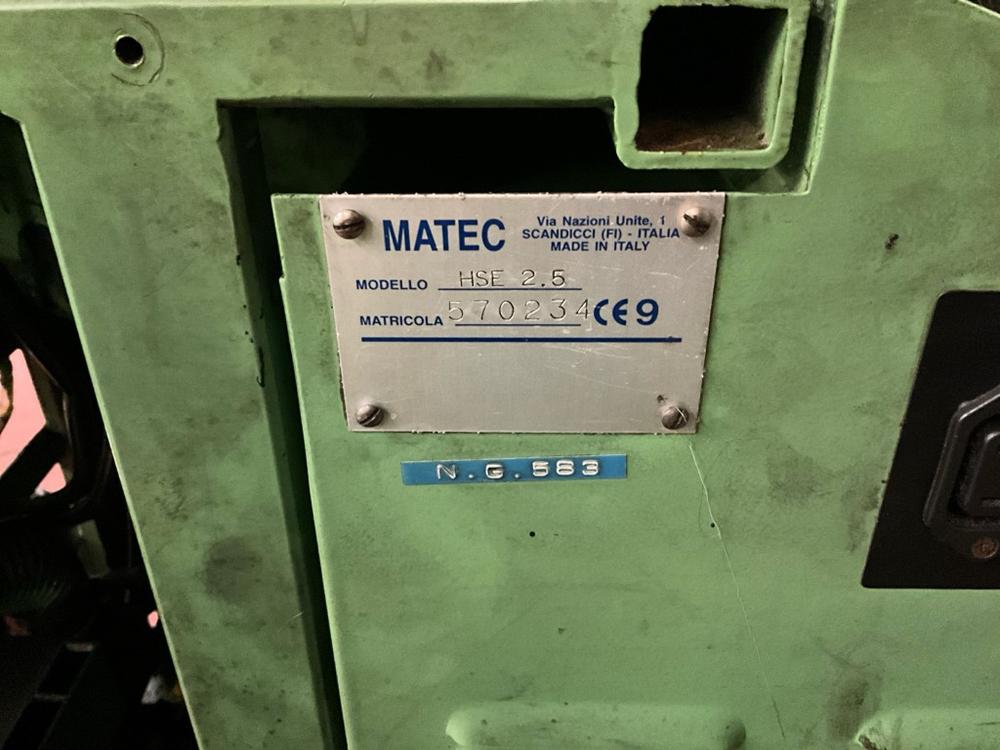 MATEC
Via Nazioni Unite, 1
SCANDICCI (FI) - ITALIA
MADE IN ITALY
MODELLO HSE 2.5
MATRICOLA 570234 CE 9
N.G.583